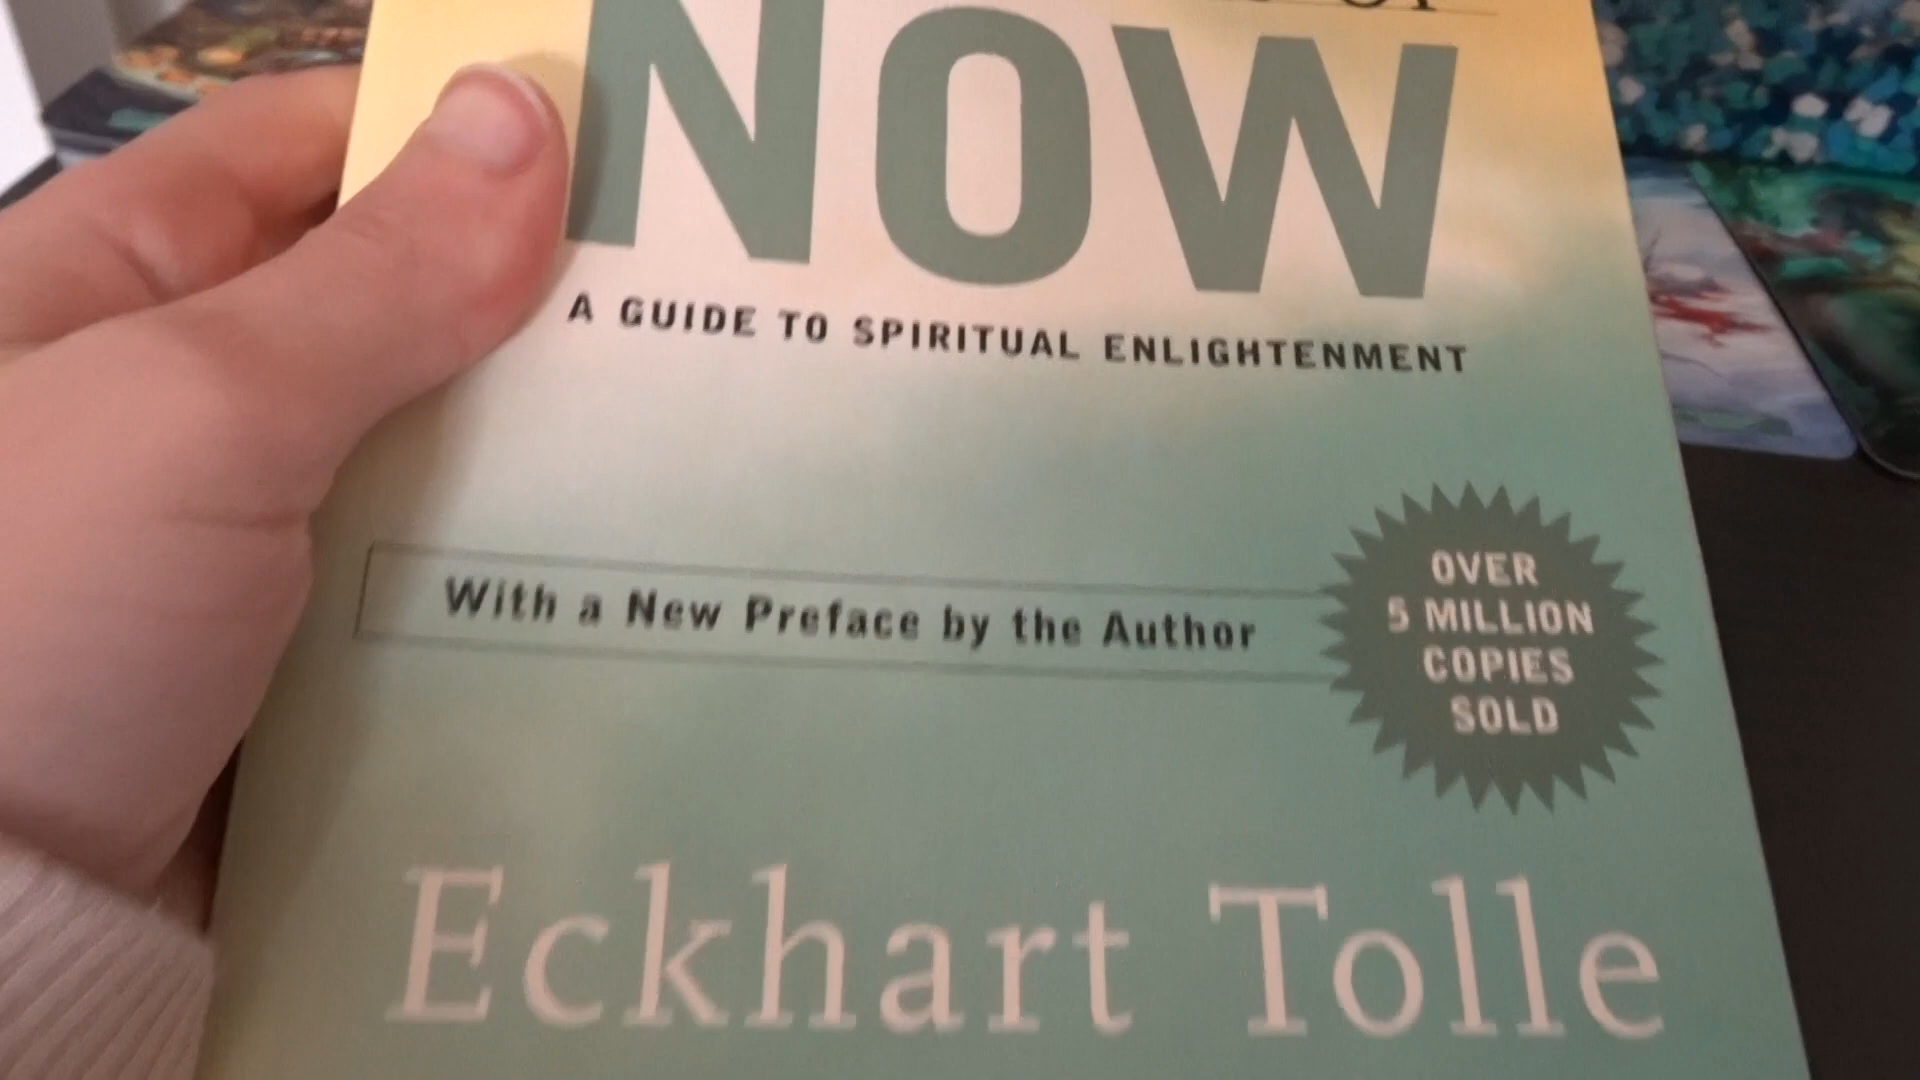 NOW
A GUIDE TO SPIRITUAL ENLIGHTENMENT
With a New Preface by the Author
OVER
5 MILLION
COPIES
SOLD
Eckhart Tolle